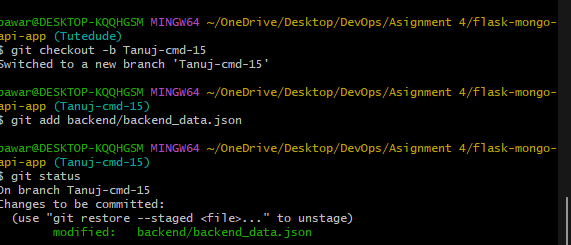 pawar@DESKTOP-KQQHGSM MINGW64 ~/OneDrive/Desktop/DevOps/Asignment 4/flask-mongo-
api-app (Tutedude)
$ git checkout -b Tanuj-cmd-15
Switched to a new branch 'Tanuj-cmd-15'
pawar@DESKTOP-KQQHGSM MINGW64 ~/OneDrive/Desktop/DevOps/Asignment 4/flask-mongo-
api-app (Tanuj-cmd-15)
$ git add backend/backend_data.json
pawar@DESKTOP-KQQHGSM MINGW64 ~/OneDrive/Desktop/DevOps/Asignment 4/flask-mongo-
api-app (Tanuj-cmd-15)
$ git status
On branch Tanuj-cmd-15
Changes to be committed:
  (use "git restore --staged <file>..." to unstage)
        modified:   backend/backend_data.json